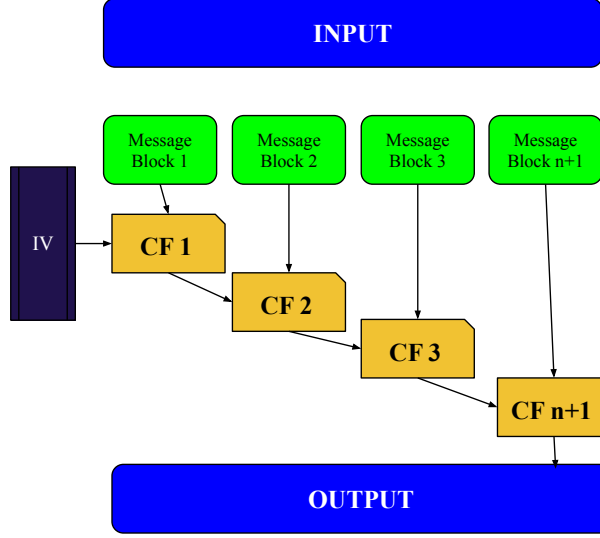 INPUT
Message
Block 1
Message
Block 2
Message
Block 3
Message
Block n+1
IV
CF 1
CF 2
CF 3
CF n+1
OUTPUT